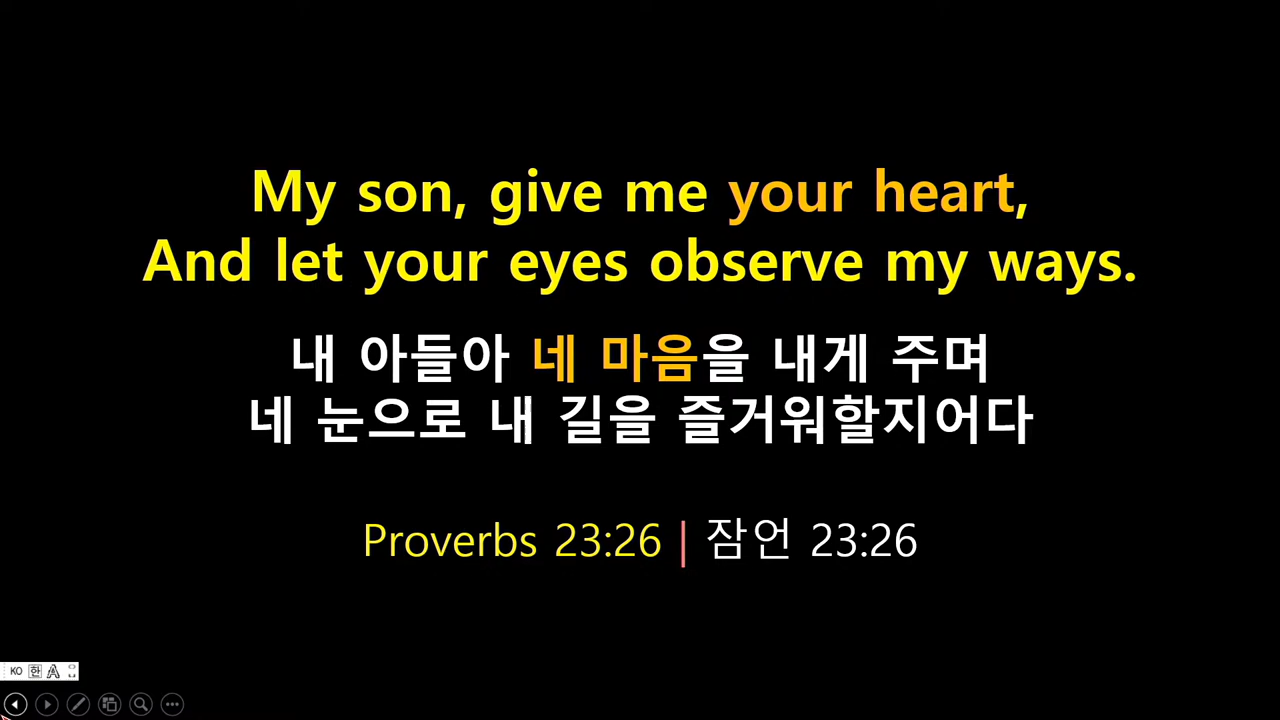 My son, give me your heart,
And let your eyes observe my ways.
내 아들아 네 마음을 내게 주며
네 눈으로 내 길을 즐거워할지어다
Proverbs 23:26 | 잠언 23:26
KO 한 A